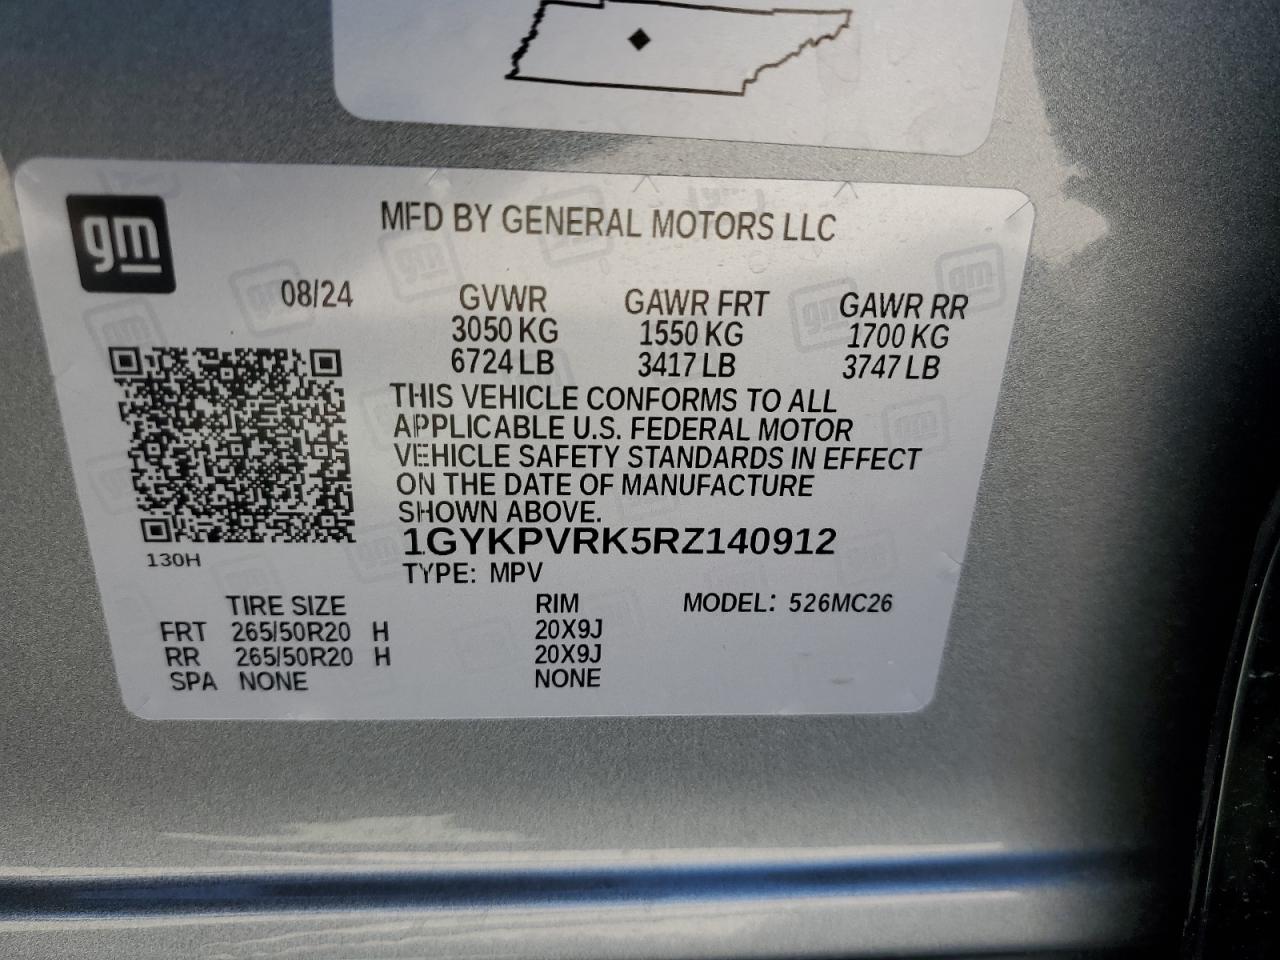 gm
MFD BY GENERAL MOTORS LLC
08/24 GVWR GAWR FRT GAWR RR
3050 KG 1550 KG 1700 KG
6724 LB 3417 LB 3747 LB
THIS VEHICLE CONFORMS TO ALL
APPLICABLE U.S. FEDERAL MOTOR
VEHICLE SAFETY STANDARDS IN EFFECT
ON THE DATE OF MANUFACTURE
SHOWN ABOVE.
1GYKPVRK5RZ140912
130H
TYPE: MPV
TIRE SIZE RIM MODEL: 526MC26
FRT 265/50R20 H 20X9J
RR 265/50R20 H 20X9J
SPA NONE NONE